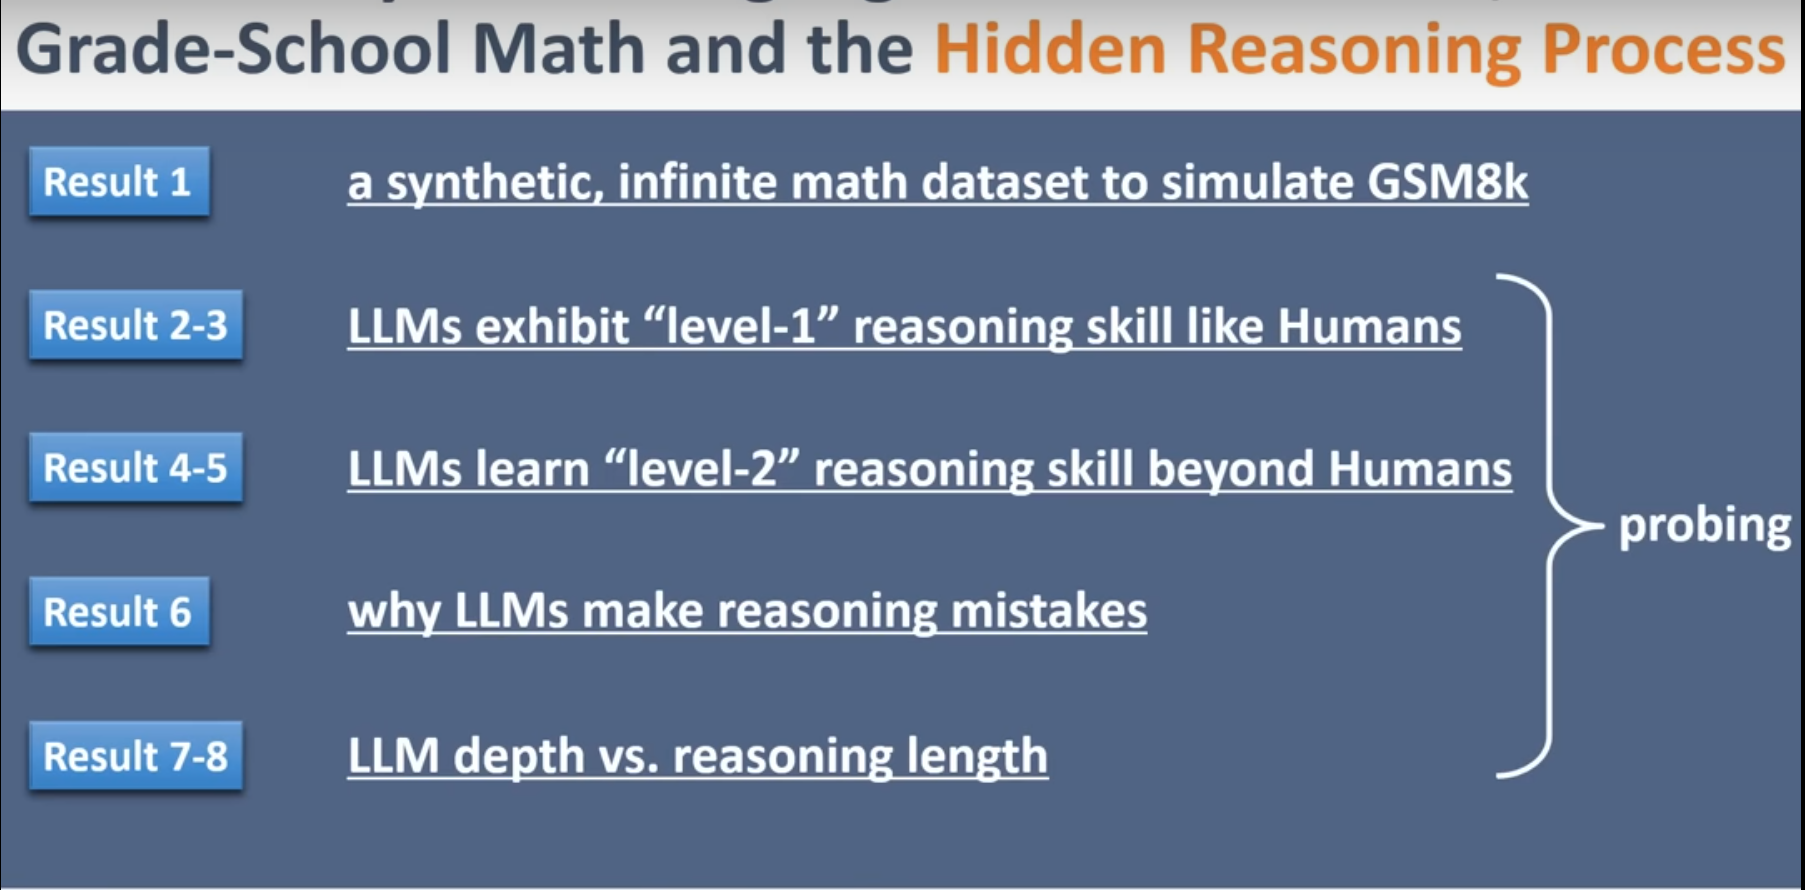 Grade-School Math and the Hidden Reasoning Process
Result 1 a synthetic, infinite math dataset to simulate GSM8k
Result 2-3 LLMs exhibit “level-1” reasoning skill like Humans
Result 4-5 LLMs learn “level-2” reasoning skill beyond Humans
probing
Result 6 why LLMs make reasoning mistakes
Result 7-8 LLM depth vs. reasoning length